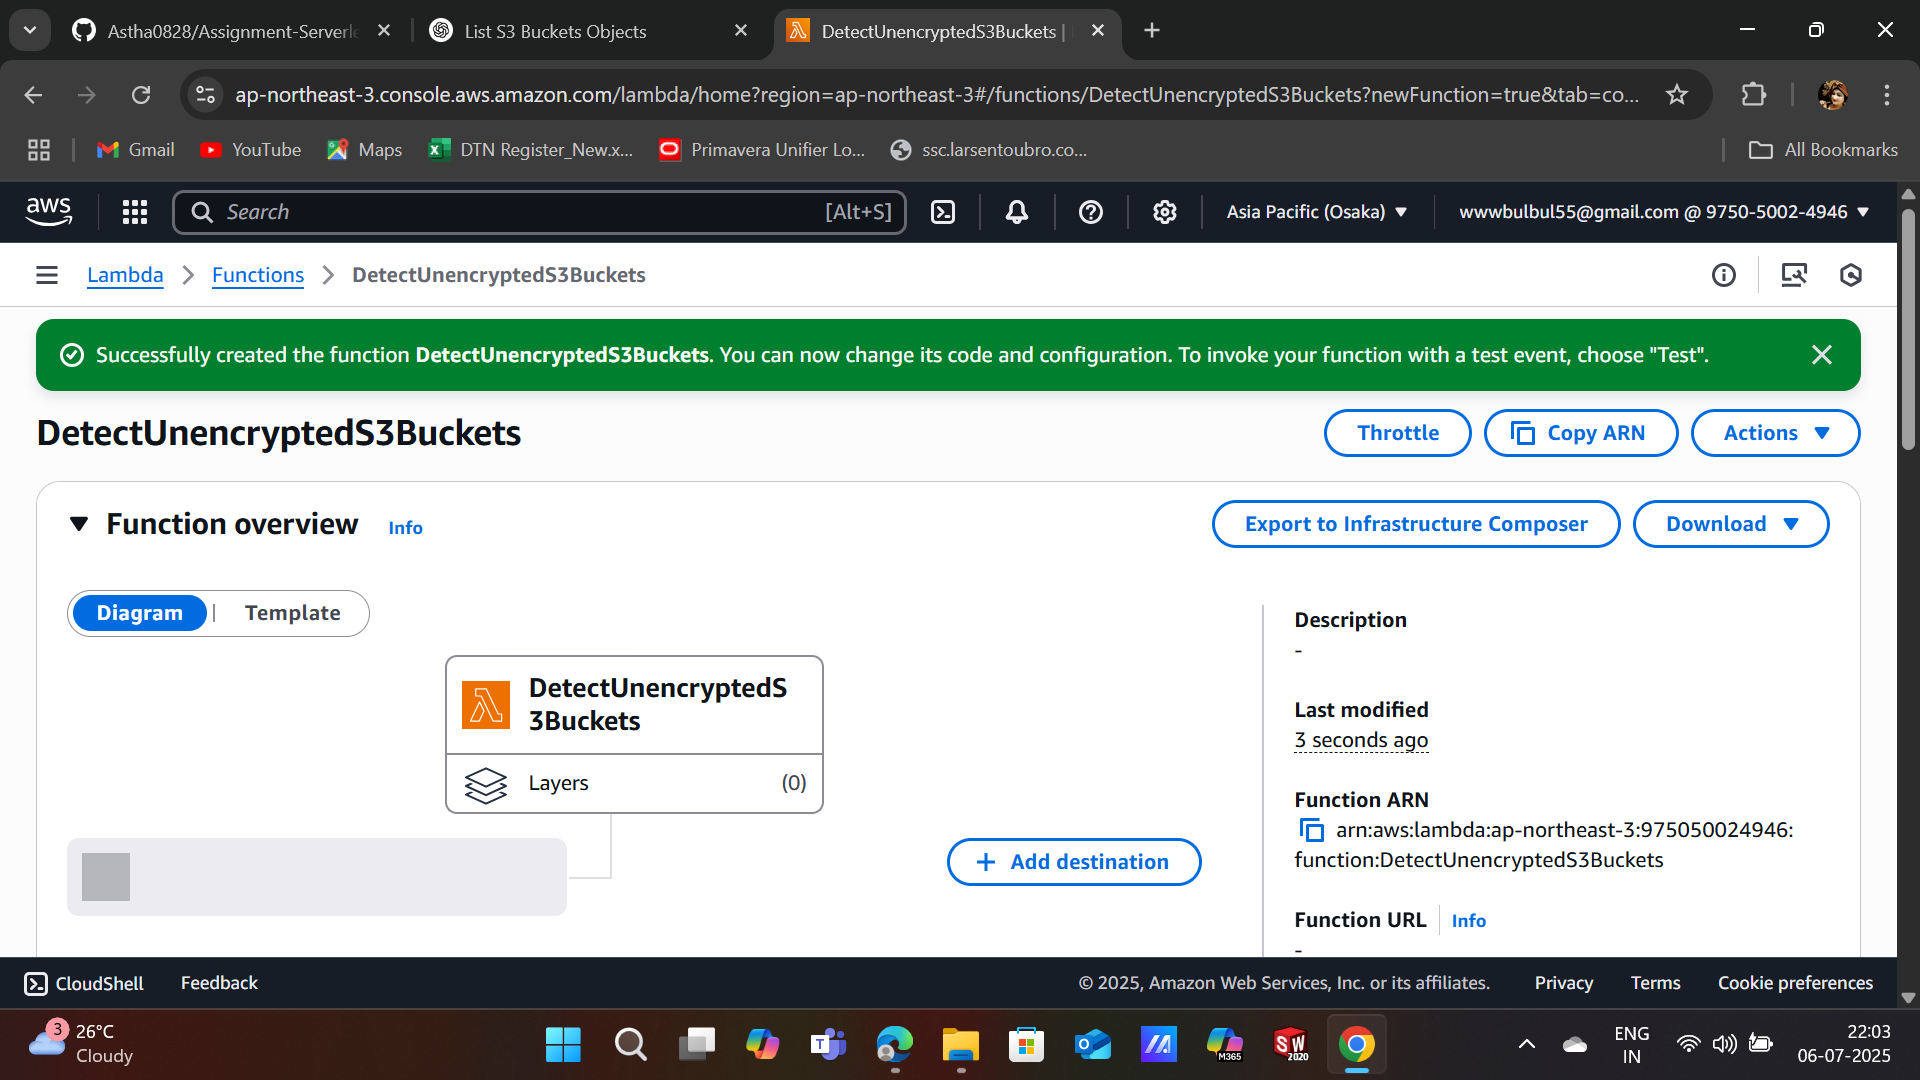 Astha0828/Assignment-Serverle
List S3 Buckets Objects
DetectUnencryptedS3Buckets |
ap-northeast-3.console.aws.amazon.com/lambda/home?region=ap-northeast-3#/functions/DetectUnencryptedS3Buckets?newFunction=true&tab=co...
Gmail
YouTube
Maps
DTN Register_New.x...
Primavera Unifier Lo...
ssc.larsentoubro.co...
All Bookmarks
aws
Search
[Alt+S]
Asia Pacific (Osaka)
wwwbulbul55@gmail.com @ 9750-5002-4946
Lambda
Functions
DetectUnencryptedS3Buckets
Successfully created the function DetectUnencryptedS3Buckets. You can now change its code and configuration. To invoke your function with a test event, choose "Test".
DetectUnencryptedS3Buckets
Throttle
Copy ARN
Actions
Function overview
Info
Export to Infrastructure Composer
Download
Diagram
Template
DetectUnencryptedS
3Buckets
Layers
(0)
Add destination
Description
-
Last modified
3 seconds ago
Function ARN
arn:aws:lambda:ap-northeast-3:975050024946:
function:DetectUnencryptedS3Buckets
Function URL
Info
-
CloudShell
Feedback
© 2025, Amazon Web Services, Inc. or its affiliates.
Privacy
Terms
Cookie preferences
3
26°C
Cloudy
T
O
M365
SW
2020
ENG
IN
22:03
06-07-2025